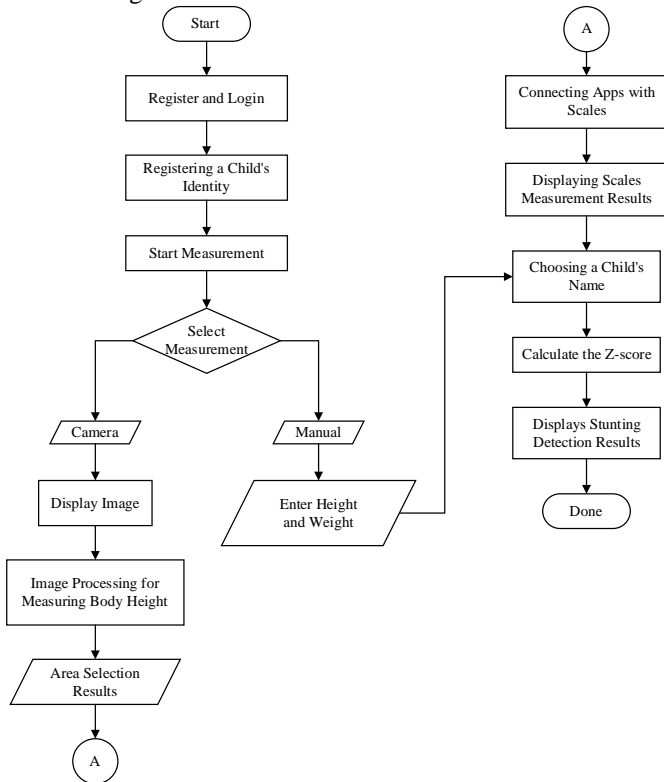 Start
Register and Login
Registering a Child's
Identity
Start Measurement
Select
Measurement
Camera
Manual
Display Image
Enter Height
and Weight
Image Processing for
Measuring Body Height
Area Selection
Results
A
A
Connecting Apps with
Scales
Displaying Scales
Measurement Results
Choosing a Child's
Name
Calculate the Z-score
Displays Stunting
Detection Results
Done